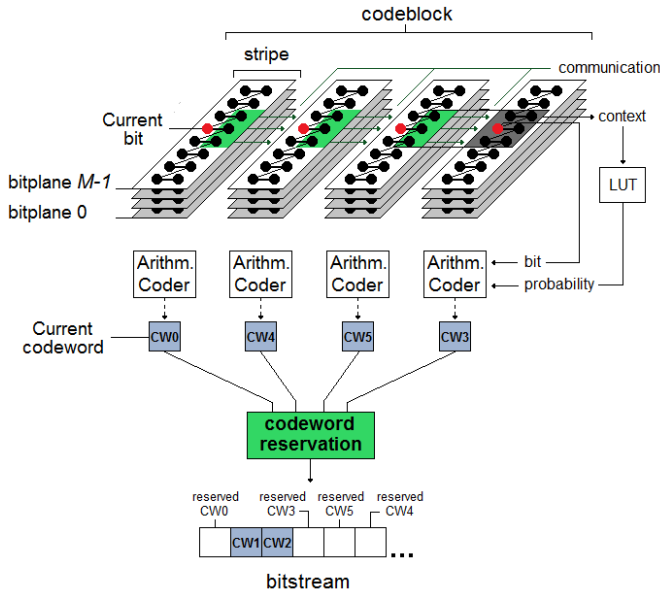 codeblock
stripe
communication
Current
bit
context
LUT
bitplane M-1
bitplane 0
Arithm.
Coder
Arithm.
Coder
Arithm.
Coder
Arithm.
Coder
bit
probability
Current
codeword
CW0
CW4
CW5
CW3
codeword
reservation
reserved
CW0
reserved
CW3
reserved
CW5
reserved
CW4
CW1
CW2
...
bitstream